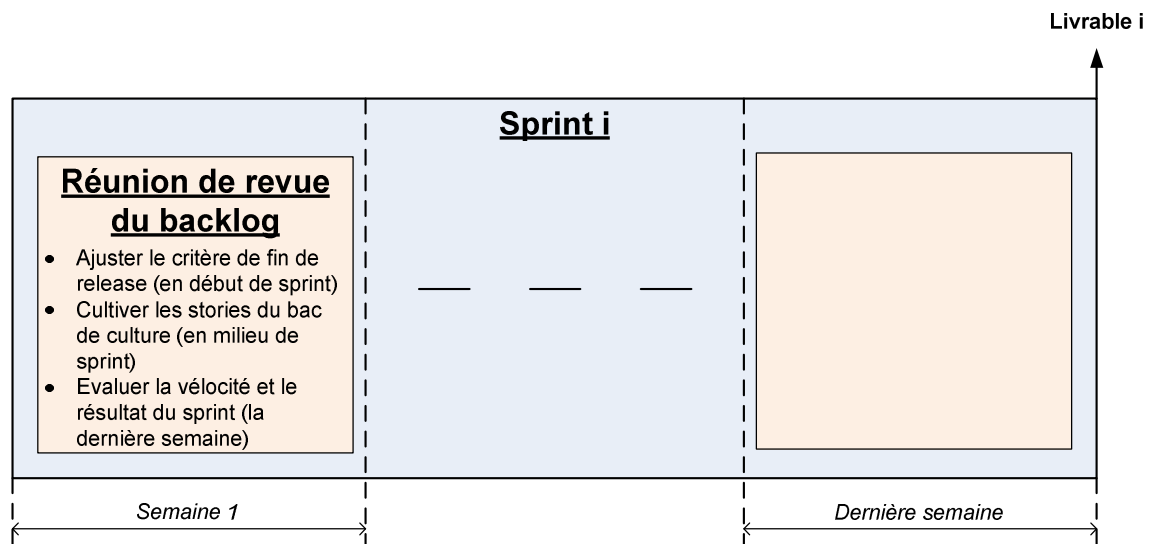 Livrable i
Sprint i
Réunion de revue
du backlog
• Ajuster le critère de fin de
release (en début de sprint)
• Cultiver les stories du bac
de culture (en milieu de
sprint)
• Evaluer la vélocité et le
résultat du sprint (la
dernière semaine)
Semaine 1
Dernière semaine